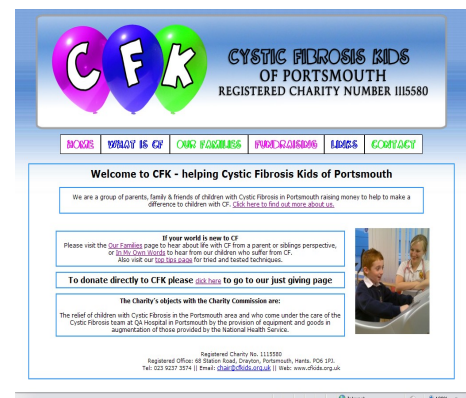 CFK
CYSTIC FIBROSIS KIDS
OF PORTSMOUTH
REGISTERED CHARITY NUMBER 1115580
HOME WHAT IS CF OUR FAMILIES FUNDRAISING LINKS CONTACT
Welcome to CFK - helping Cystic Fibrosis Kids of Portsmouth
We are a group of parents, family & friends of children with Cystic Fibrosis in Portsmouth raising money to help to make a
difference to children with CF. Click here to find out more about us.
If your world is new to CF
Please visit the Our Families page to hear about life with CF from a parent or siblings perspective,
or In My Own Words to hear from our children who suffer from CF.
Also visit our top tips page for tried and tested techniques.
To donate directly to CFK please click here to go to our just giving page
The Charity's objects with the Charity Commission are:
The relief of children with Cystic Fibrosis in the Portsmouth area and who come under the care of the
Cystic Fibrosis team at QA Hospital in Portsmouth by the provision of equipment and goods in
augmentation of those provided by the National Health Service.
Registered Charity No. 1115580
Registered Office: 68 Station Road, Drayton, Portsmouth, Hants. PO6 1PJ.
Tel: 023 9237 3574 || Email: chair@cfkids.org.uk || Web: www.cfkids.org.uk